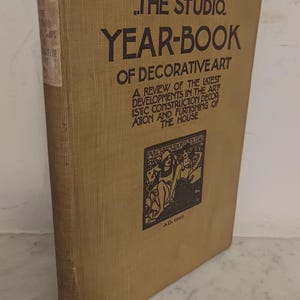 ..THE STUDIO.
YEAR-BOOK
OF DECORATIVE ART
A REVIEW OF THE LATEST
DEVELOPMENTS IN THE ART
ISTIC CONSTRUCTION DECOR
ATION AND FURNISHING OF
THE HOUSE